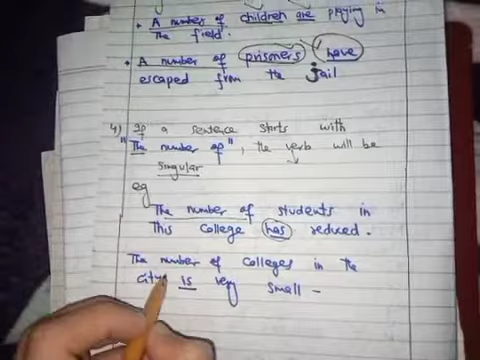 • A number of children are playing in
the field.
• A number of prisoners have
escaped from the jail
4) If a sentence starts with
"The number of", the verb will be
singular
eg
The number of students in
This College has reduced.
The number of colleges in the
city is very small -